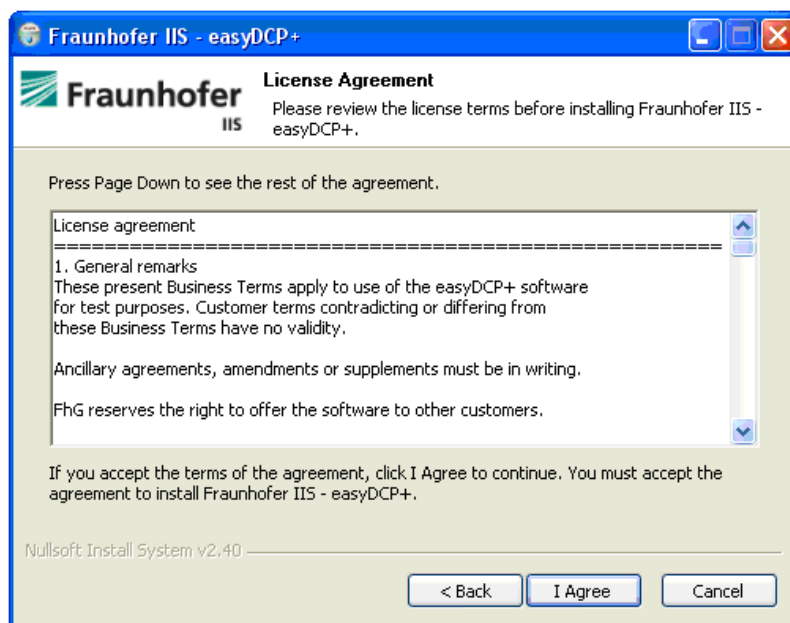 Fraunhofer IIS - easyDCP+
Fraunhofer
IIS
License Agreement
Please review the license terms before installing Fraunhofer IIS -
easyDCP+.
Press Page Down to see the rest of the agreement.
License agreement
=====================================================
1. General remarks
These present Business Terms apply to use of the easyDCP+ software
for test purposes. Customer terms contradicting or differing from
these Business Terms have no validity.
Ancillary agreements, amendments or supplements must be in writing.
FhG reserves the right to offer the software to other customers.
If you accept the terms of the agreement, click I Agree to continue. You must accept the
agreement to install Fraunhofer IIS - easyDCP+.
Nullsoft Install System v2.40
< Back
I Agree
Cancel